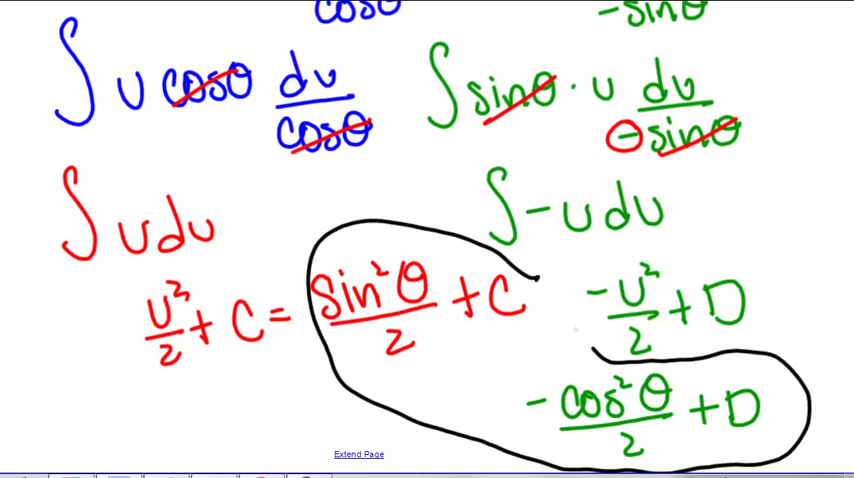 cosθ
-sinθ
∫ u cosθ du/cosθ
∫ sinθ · u du/-sinθ
∫ u du
∫ -u du
u²/2 + C = sin²θ/2 + C
-u²/2 + D
-cos²θ/2 + D
Extend Page